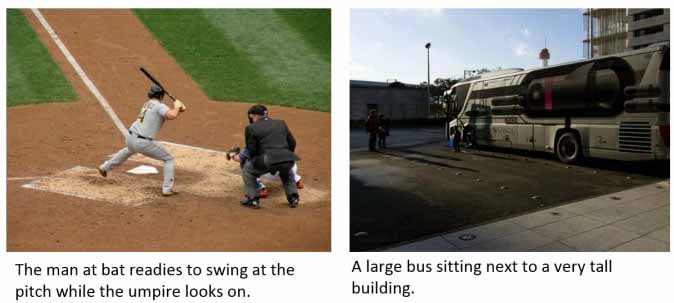 The man at bat readies to swing at the
pitch while the umpire looks on.
A large bus sitting next to a very tall
building.